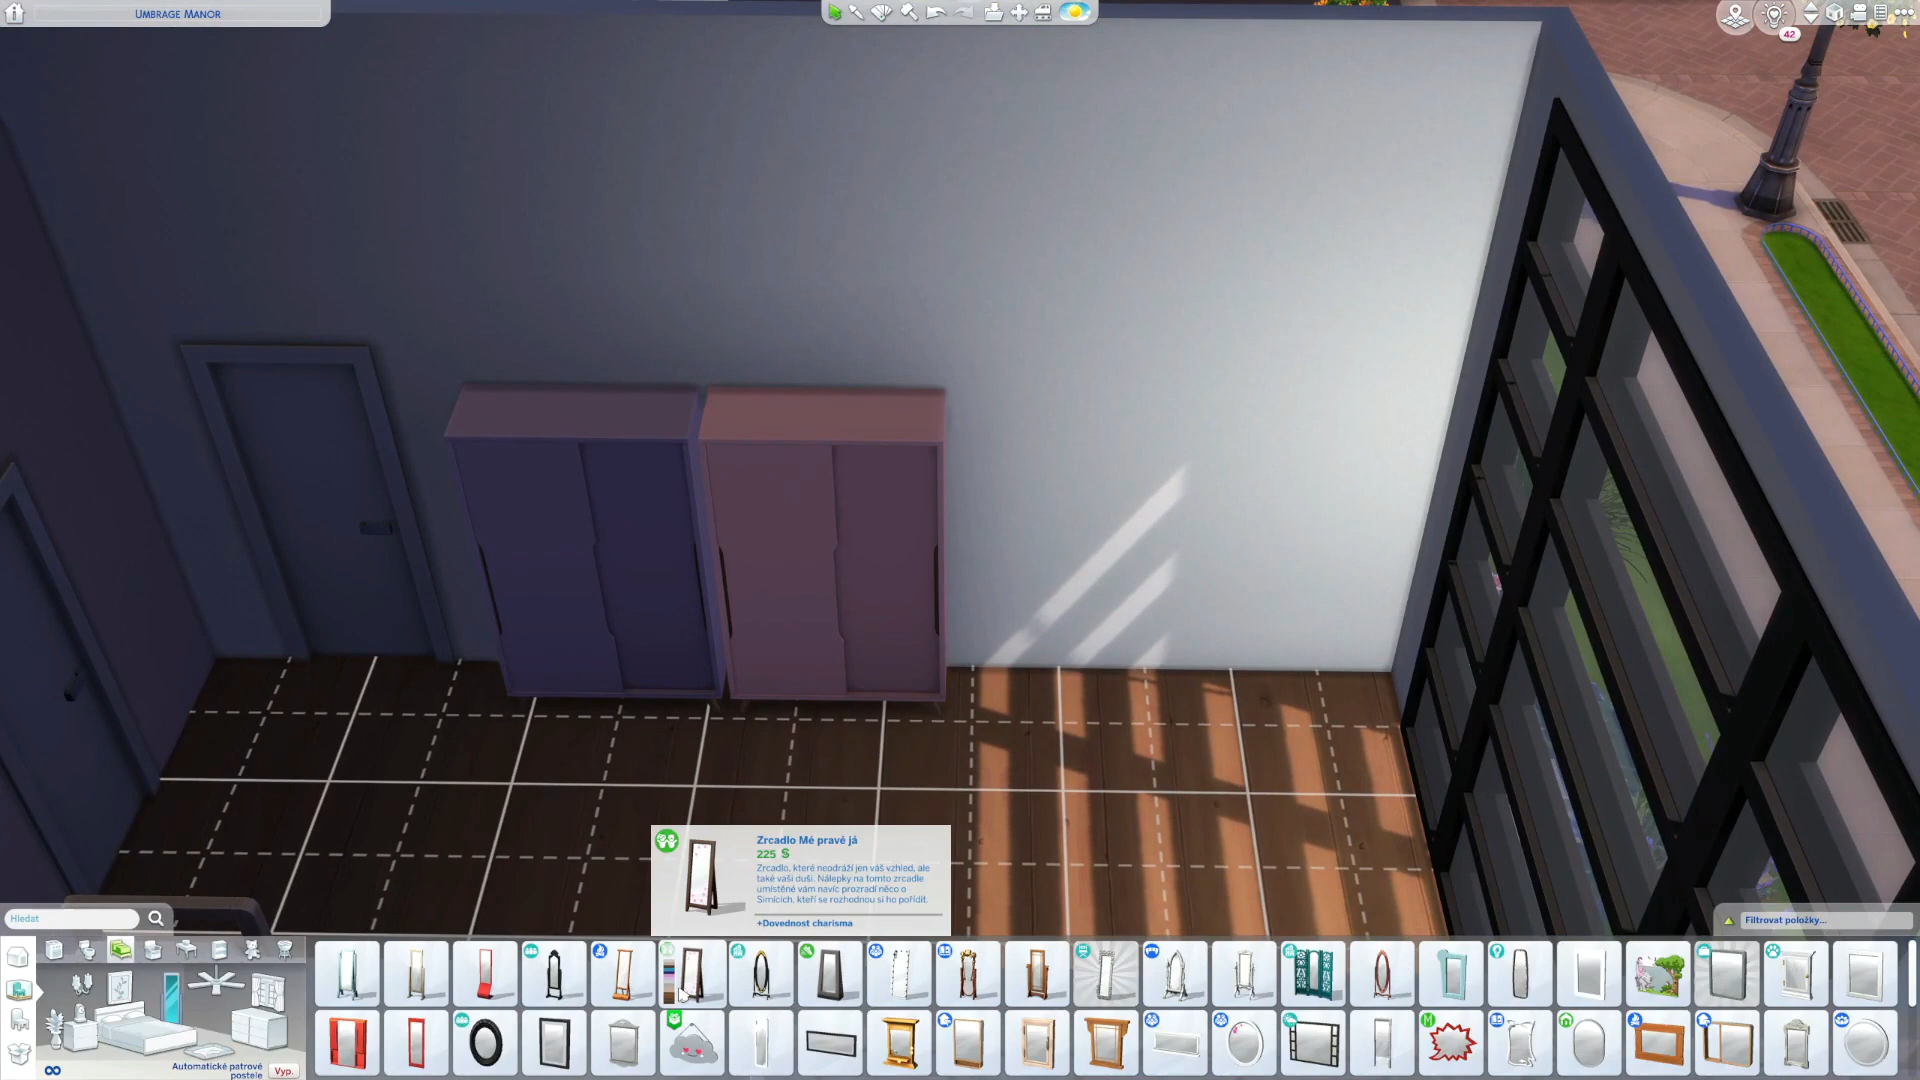 UMBRAGE MANOR
42
Zrcadlo Mé pravé já
225 $
Zrcadlo, které neodráží jen váš vzhled, ale
také vaši duši. Nálepky na tomto zrcadle
umístěné vám navíc prozradí něco o
Simících, kteří se rozhodnou si ho pořídit.
+Dovednost charisma
Hledat
Filtrovat položky...
Automatické patrové
postele
Vyp.